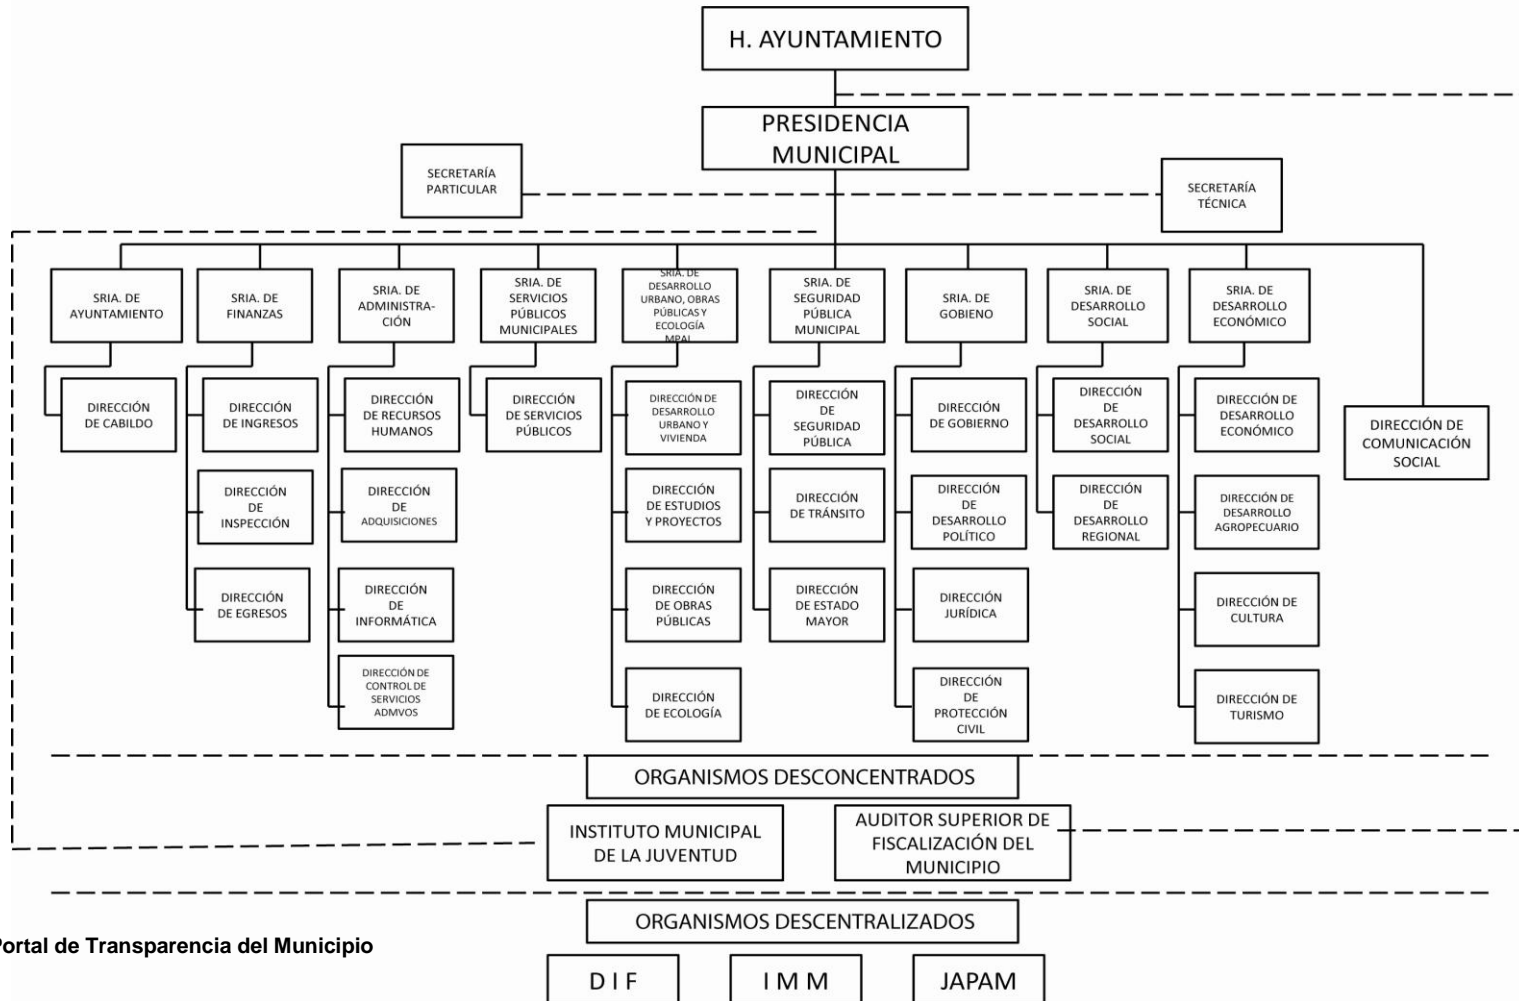 H. AYUNTAMIENTO
PRESIDENCIA
MUNICIPAL
SECRETARÍA
PARTICULAR
SECRETARÍA
TÉCNICA
SRIA. DE
AYUNTAMIENTO
SRIA. DE
FINANZAS
SRIA. DE
ADMINISTRA-
CIÓN
SRIA. DE
SERVICIOS
PÚBLICOS
MUNICIPALES
SRIA. DE
DESARROLLO
URBANO, OBRAS
PÚBLICAS Y
ECOLOGÍA
MPAL
SRIA. DE
SEGURIDAD
PÚBLICA
MUNICIPAL
SRIA. DE
GOBIENO
SRIA. DE
DESARROLLO
SOCIAL
SRIA. DE
DESARROLLO
ECONÓMICO
DIRECCIÓN
DE CABILDO
DIRECCIÓN
DE INGRESOS
DIRECCIÓN
DE RECURSOS
HUMANOS
DIRECCIÓN
DE SERVICIOS
PÚBLICOS
DIRECCIÓN DE
DESARROLLO
URBANO Y
VIVIENDA
DIRECCIÓN
DE
SEGURIDAD
PÚBLICA
DIRECCIÓN
DE GOBIERNO
DIRECCIÓN
DE
DESARROLLO
SOCIAL
DIRECCIÓN DE
DESARROLLO
ECONÓMICO
DIRECCIÓN DE
COMUNICACIÓN
SOCIAL
DIRECCIÓN
DE
INSPECCIÓN
DIRECCIÓN
DE
ADQUISICIONES
DIRECCIÓN
DE ESTUDIOS
Y PROYECTOS
DIRECCIÓN
DE TRÁNSITO
DIRECCIÓN
DE
DESARROLLO
POLÍTICO
DIRECCIÓN
DE
DESARROLLO
REGIONAL
DIRECCIÓN DE
DESARROLLO
AGROPECUARIO
DIRECCIÓN
DE EGRESOS
DIRECCIÓN
DE
INFORMÁTICA
DIRECCIÓN
DE OBRAS
PÚBLICAS
DIRECCIÓN
DE ESTADO
MAYOR
DIRECCIÓN
JURÍDICA
DIRECCIÓN DE
CULTURA
DIRECCIÓN DE
CONTROL DE
SERVICIOS
ADMVOS
DIRECCIÓN
DE ECOLOGÍA
DIRECCIÓN
DE
PROTECCIÓN
CIVIL
DIRECCIÓN DE
TURISMO
ORGANISMOS DESCONCENTRADOS
INSTITUTO MUNICIPAL
DE LA JUVENTUD
AUDITOR SUPERIOR DE
FISCALIZACIÓN DEL
MUNICIPIO
ORGANISMOS DESCENTRALIZADOS
Portal de Transparencia del Municipio
D I F
I M M
JAPAM